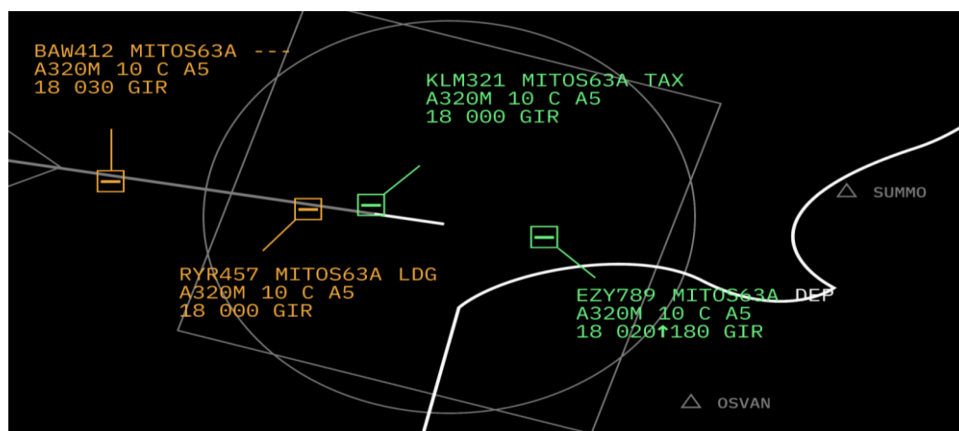 BAW412 MITOS63A ---
A320M 10 C A5
18 030 GIR
KLM321 MITOS63A TAX
A320M 10 C A5
18 000 GIR
SUMMO
RYR457 MITOS63A LDG
A320M 10 C A5
18 000 GIR
EZY789 MITOS63A DEP
A320M 10 C A5
18 020↑180 GIR
OSVAN